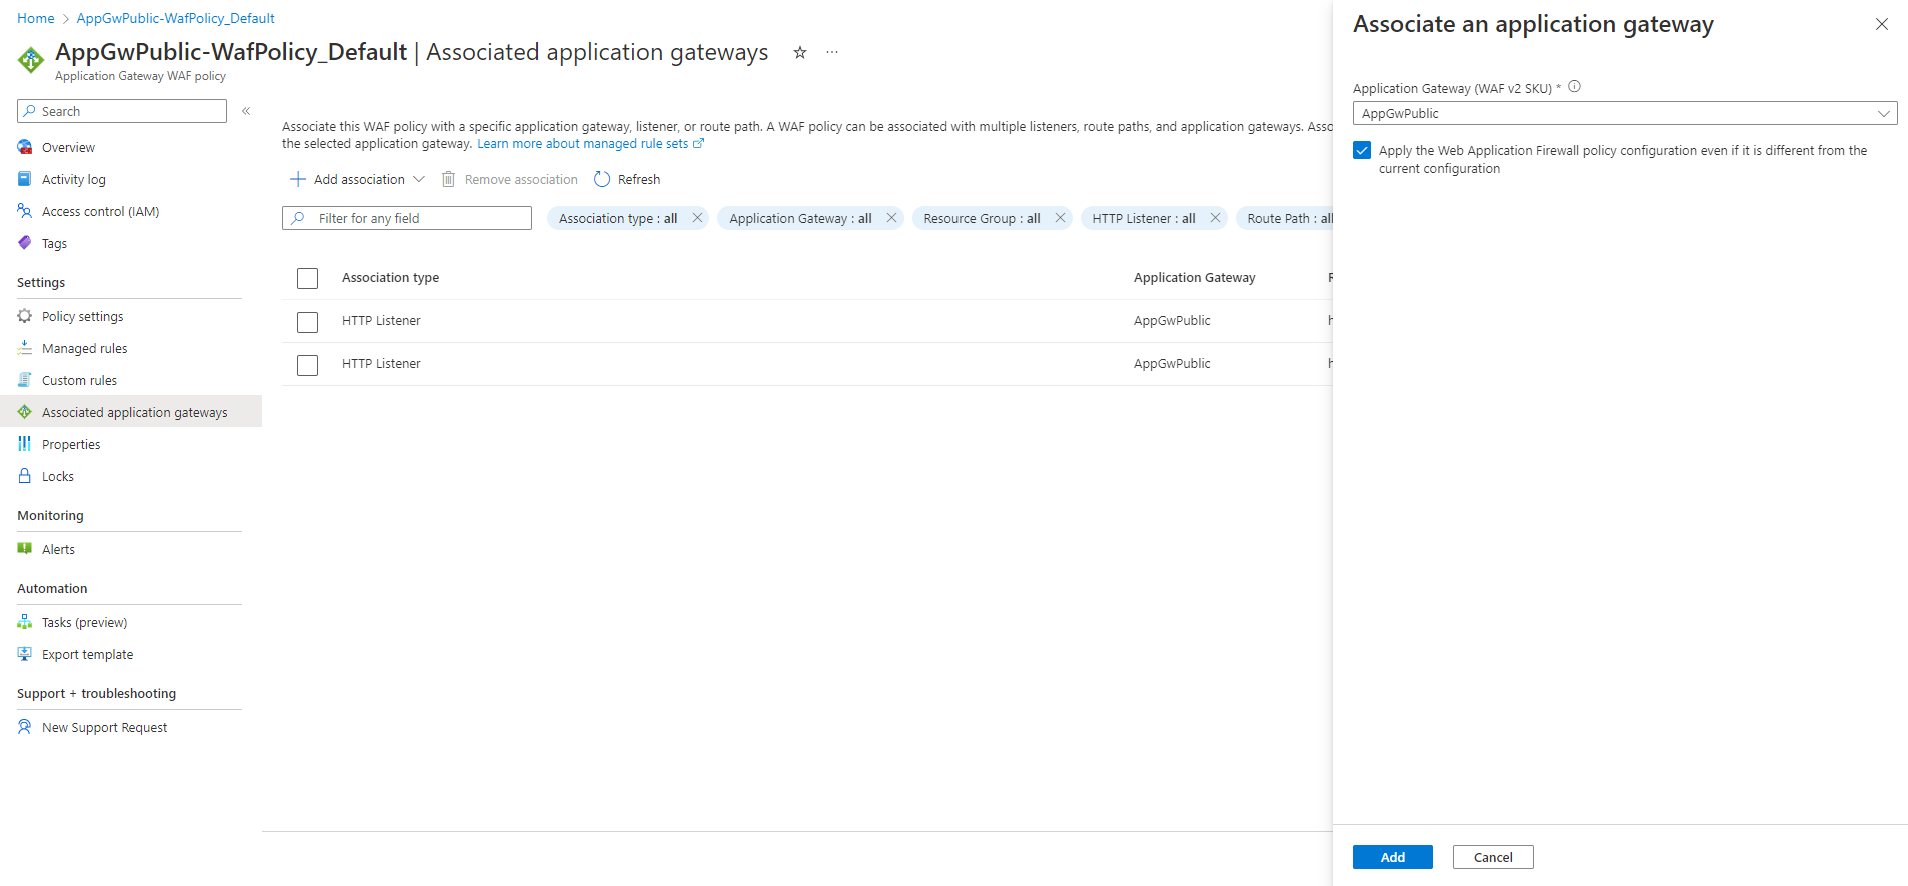 Home > AppGwPublic-WafPolicy_Default
AppGwPublic-WafPolicy_Default | Associated application gateways
Application Gateway WAF policy
Search
Overview
Activity log
Access control (IAM)
Tags
Settings
Policy settings
Managed rules
Custom rules
Associated application gateways
Properties
Locks
Monitoring
Alerts
Automation
Tasks (preview)
Export template
Support + troubleshooting
New Support Request
Associate this WAF policy with a specific application gateway, listener, or route path. A WAF policy can be associated with multiple listeners, route paths, and application gateways.
the selected application gateway. Learn more about managed rule sets
Add association
Remove association
Refresh
Filter for any field
Association type : all
Application Gateway : all
Resource Group : all
HTTP Listener : all
Route Path : all
Association type Application Gateway
HTTP Listener AppGwPublic
HTTP Listener AppGwPublic
Associate an application gateway
Application Gateway (WAF v2 SKU) *
AppGwPublic
Apply the Web Application Firewall policy configuration even if it is different from the
current configuration
Add
Cancel